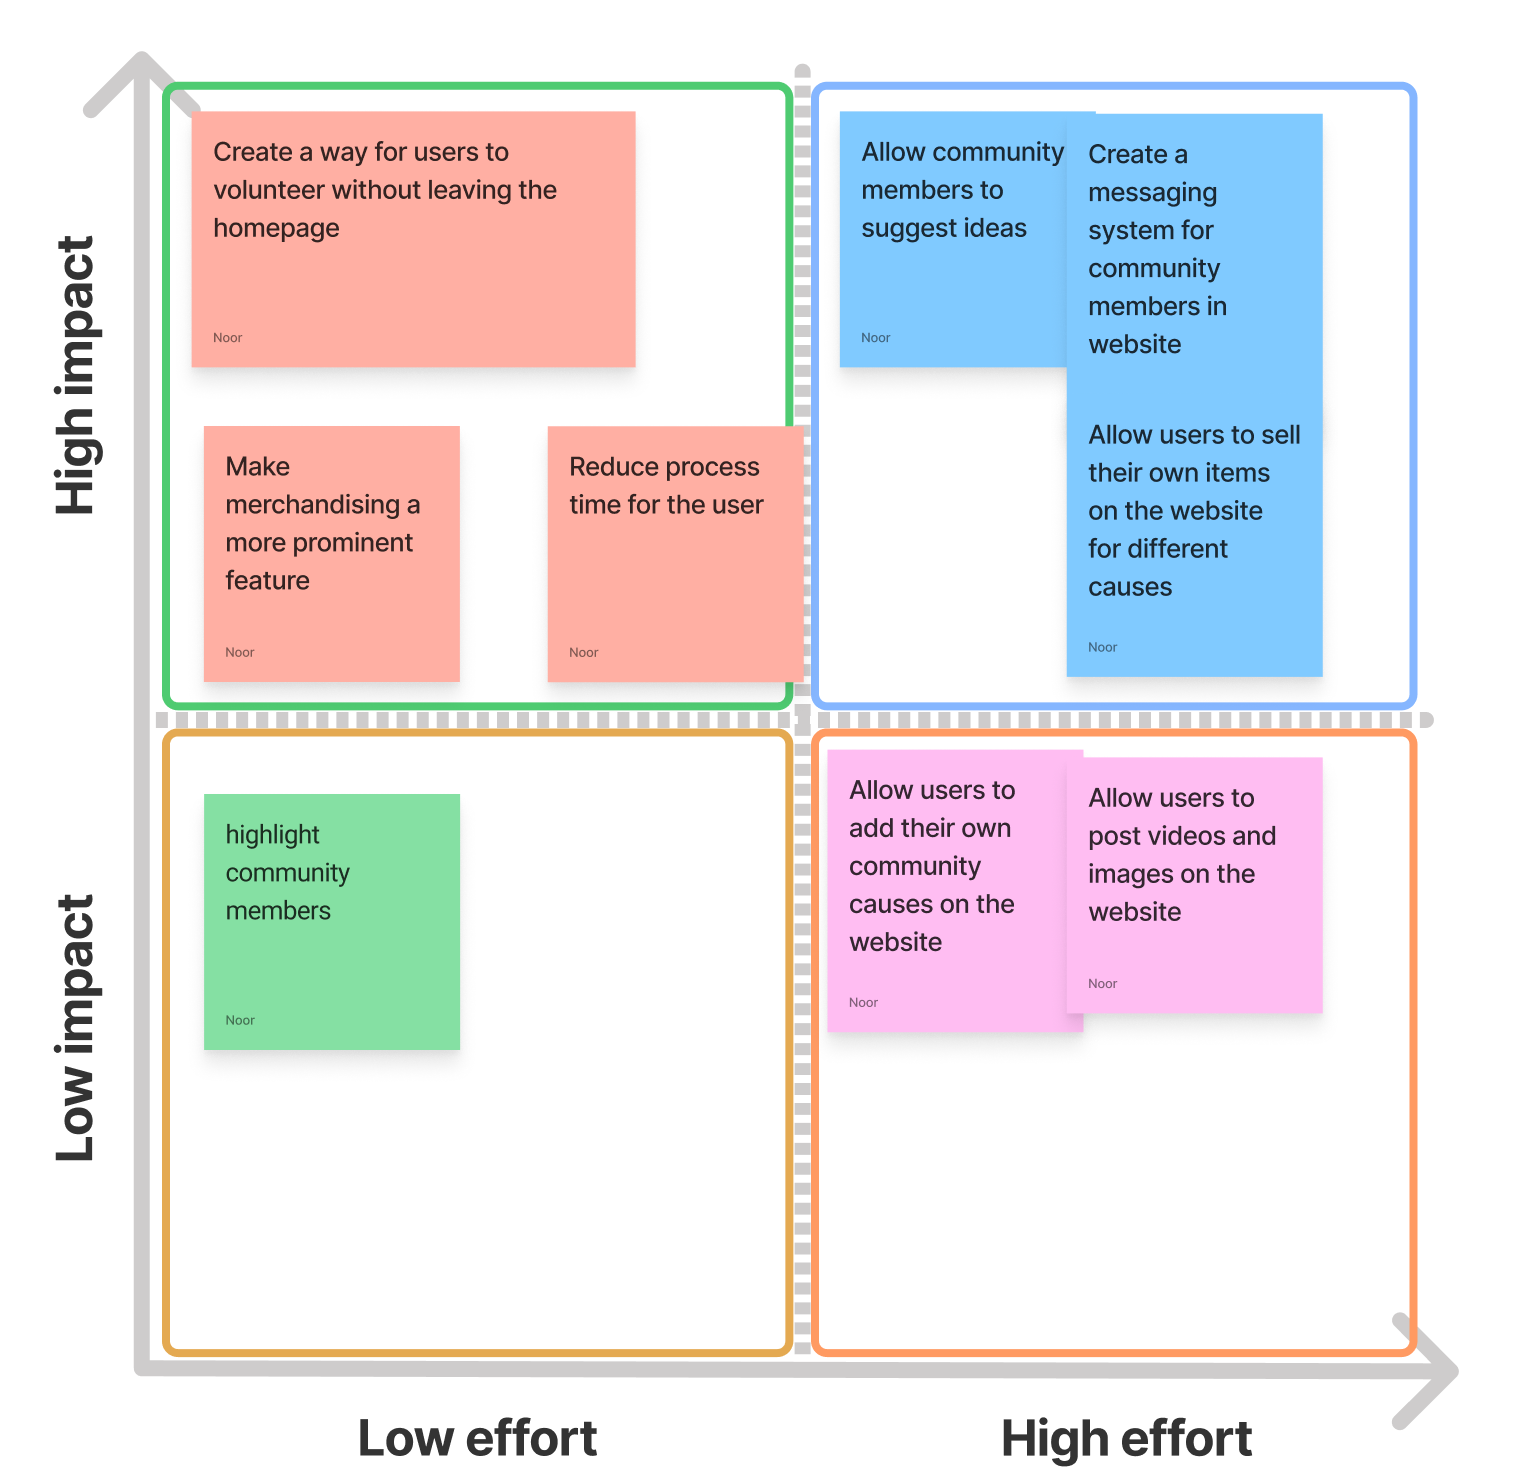 High impact
Create a way for users to
volunteer without leaving the
homepage
Noor
Make
merchandising a
more prominent
feature
Noor
Reduce process
time for the user
Noor
Allow community
members to
suggest ideas
Noor
Create a
messaging
system for
community
members in
website
Allow users to sell
their own items
on the website
for different
causes
Noor
Low impact
highlight
community
members
Noor
Allow users to
add their own
community
causes on the
website
Noor
Allow users to
post videos and
images on the
website
Noor
Low effort
High effort